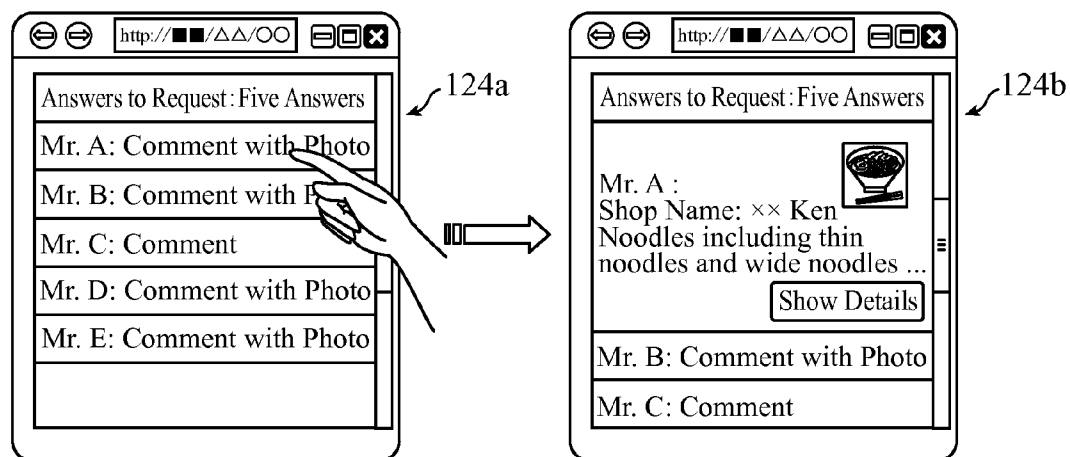 http://■■/△△/○○
Answers to Request : Five Answers
Mr. A: Comment with Photo
Mr. B: Comment with P
Mr. C: Comment
Mr. D: Comment with Photo
Mr. E: Comment with Photo
124a
http://■■/△△/○○
Answers to Request : Five Answers
Mr. A :
Shop Name: ×× Ken
Noodles including thin
noodles and wide noodles ...
Show Details
Mr. B: Comment with Photo
Mr. C: Comment
124b